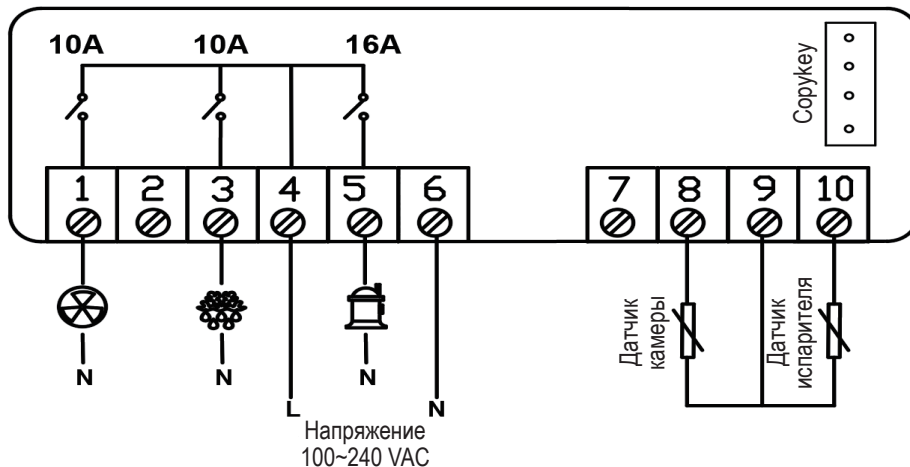 10A 10A 16A
Copykey
1 2 3 4 5 6 7 8 9 10
Датчик
камеры
Датчик
испарителя
N N N
L N
Напряжение
100~240 VAC